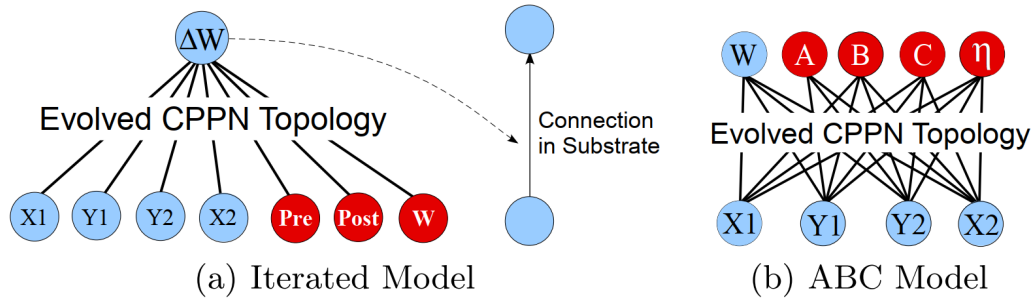 ΔW
Evolved CPPN Topology
X1 Y1 Y2 X2 Pre Post W
Connection
in Substrate
(a) Iterated Model
W A B C η
Evolved CPPN Topology
X1 Y1 Y2 X2
(b) ABC Model